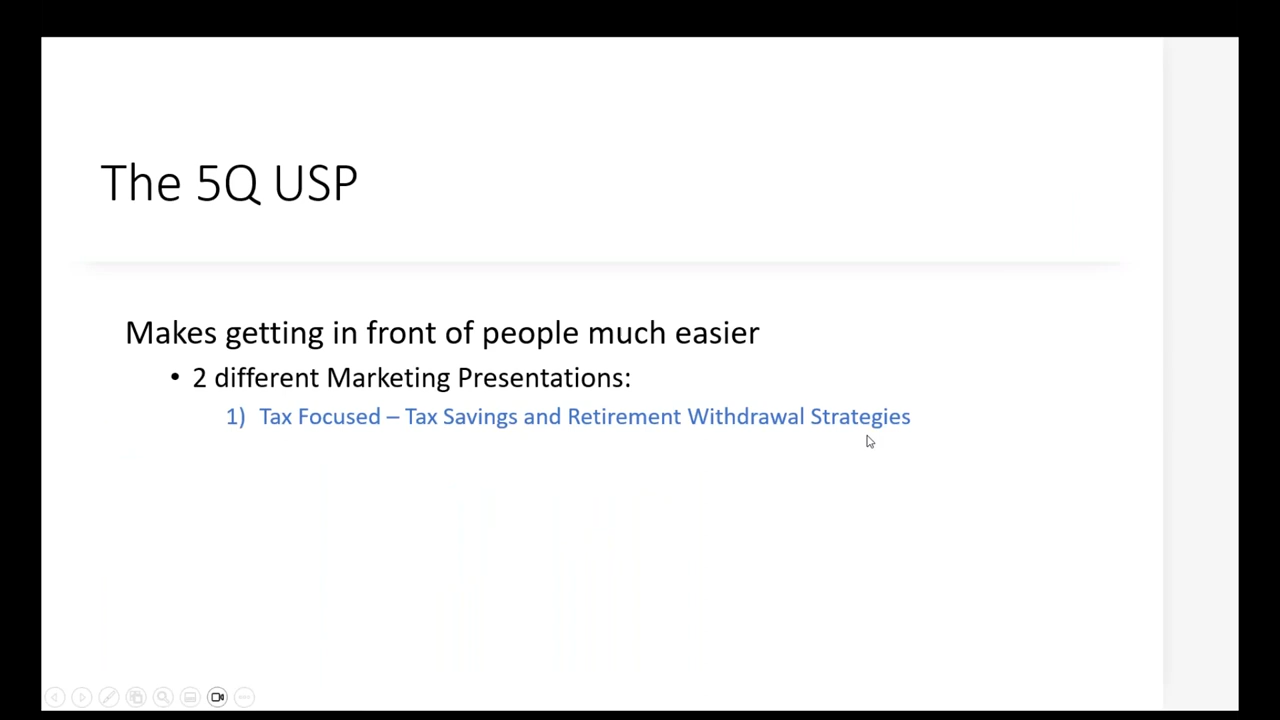 The 5Q USP
Makes getting in front of people much easier
• 2 different Marketing Presentations:
1) Tax Focused – Tax Savings and Retirement Withdrawal Strategies